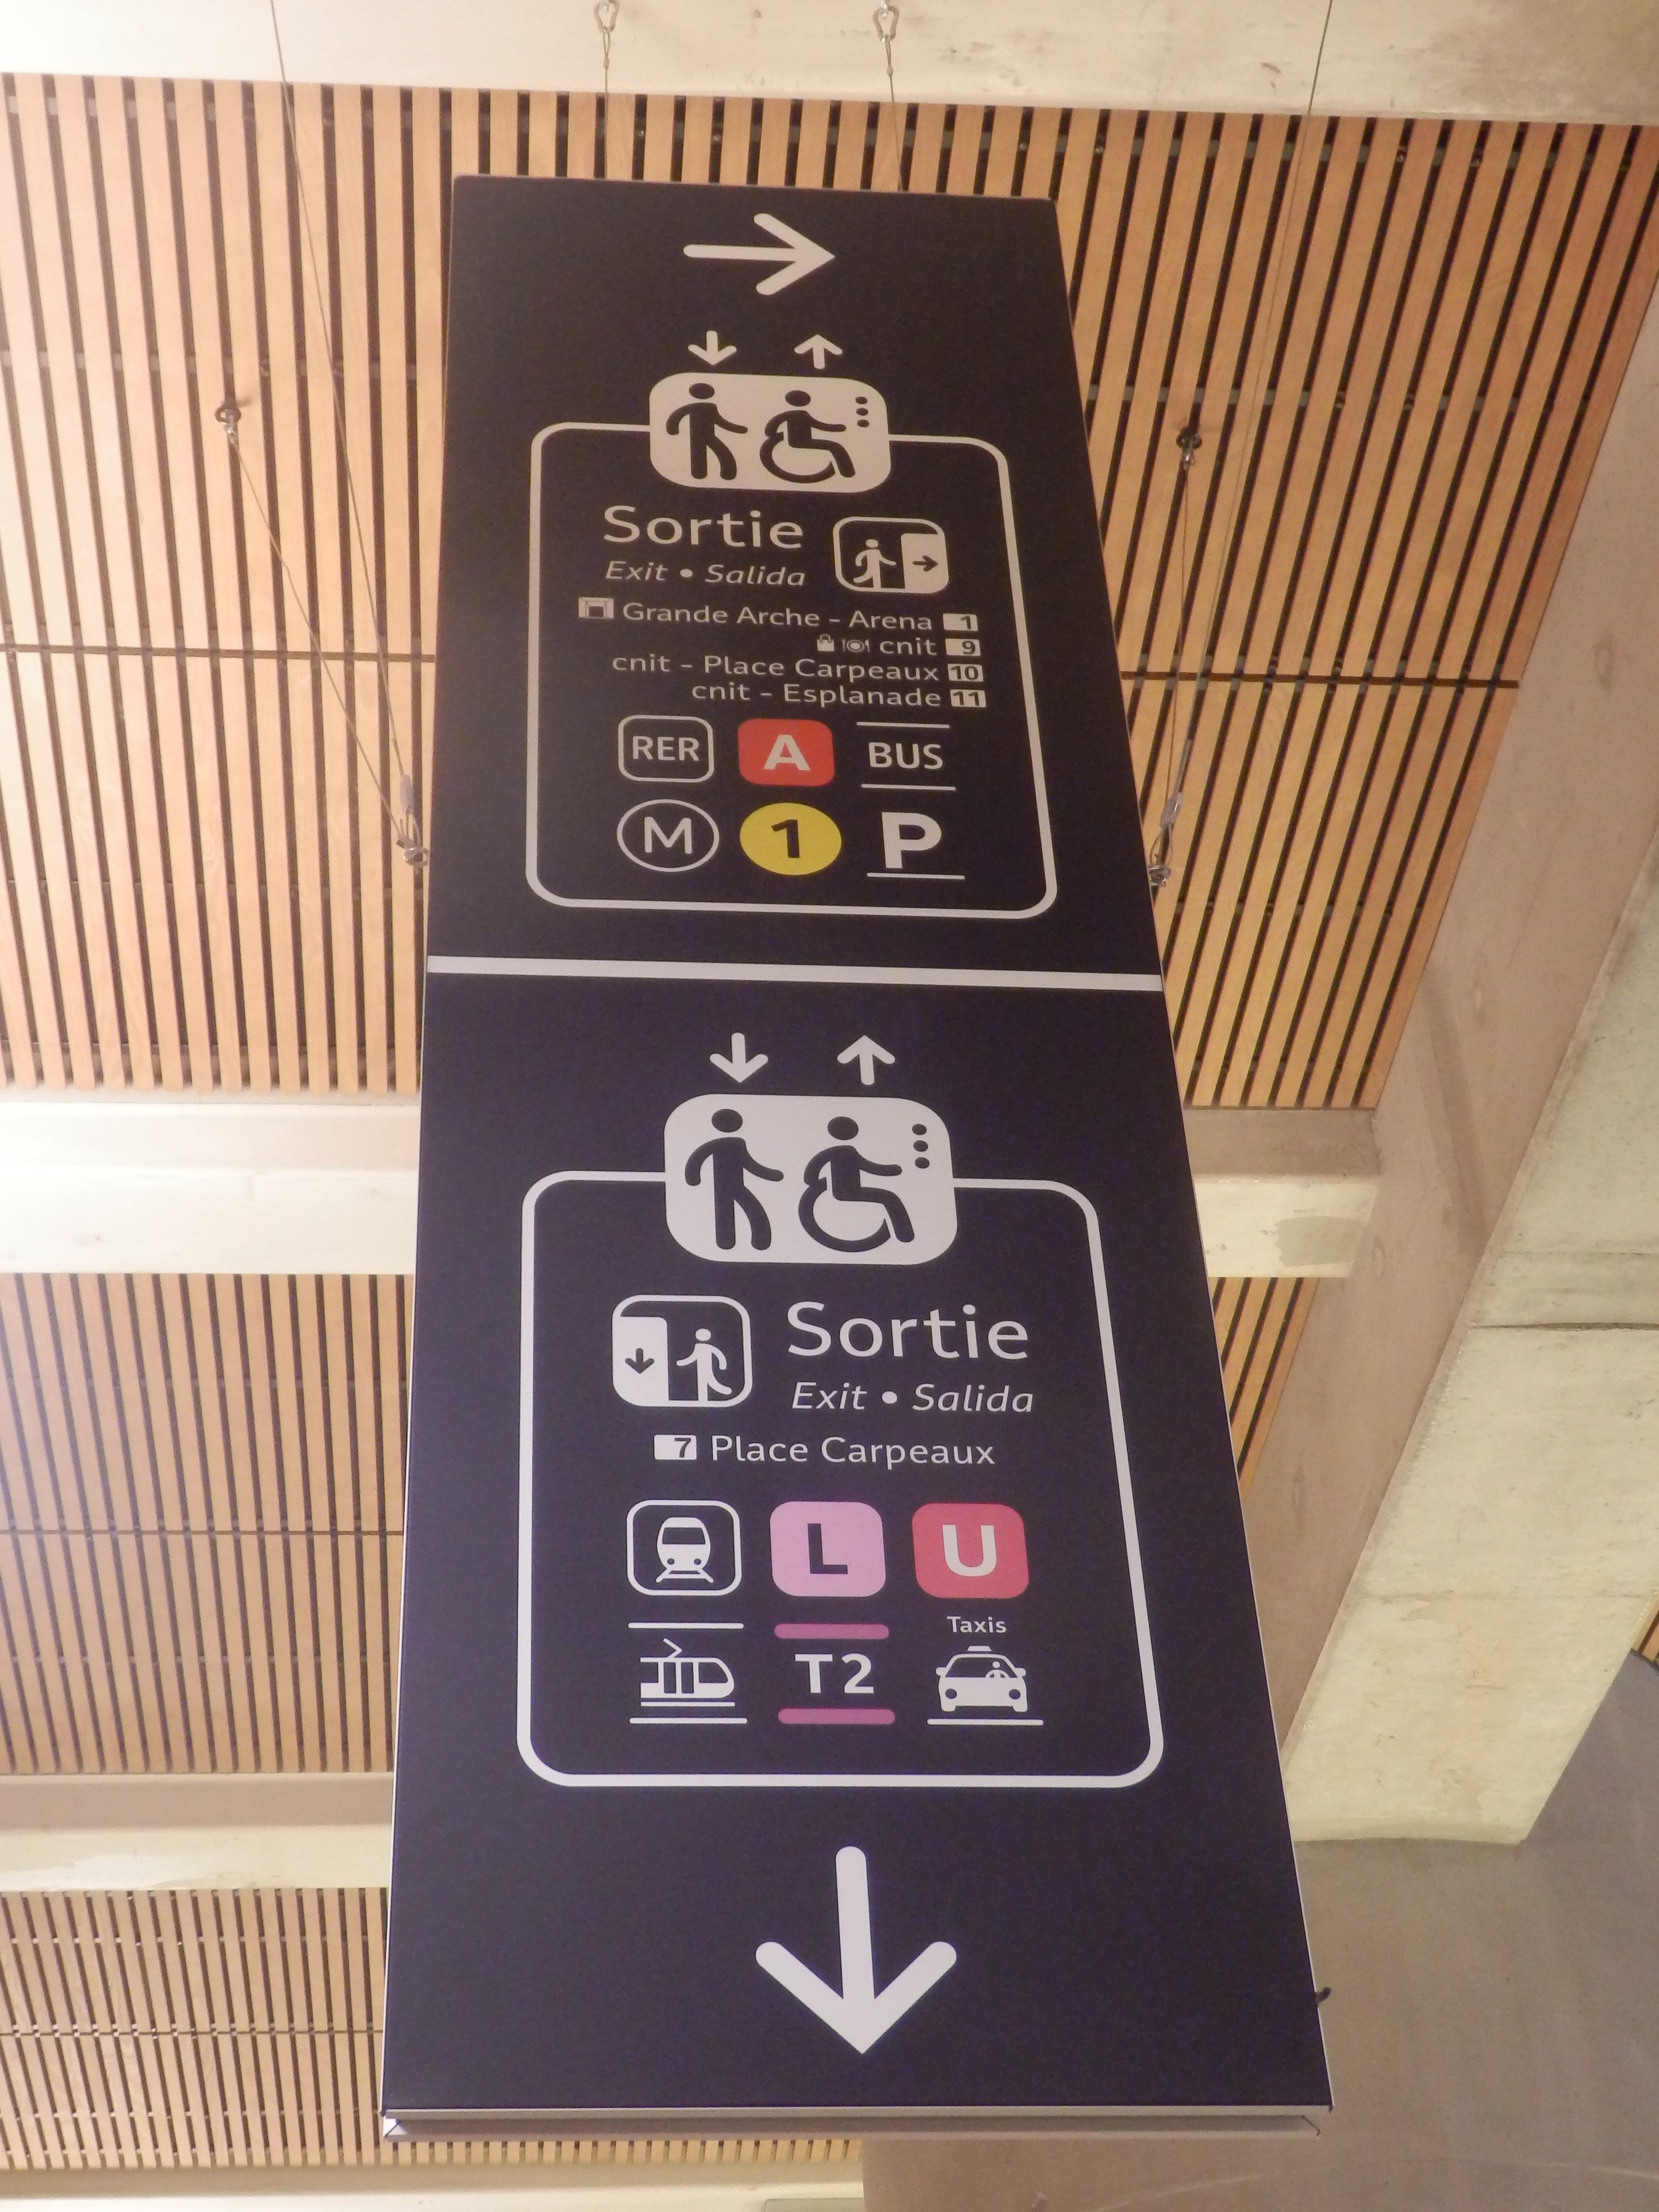 Sortie
Exit • Salida
Grande Arche - Arena 1
cnit 9
cnit - Place Carpeaux 10
cnit - Esplanade 11
RER A BUS
M 1 P
Sortie
Exit • Salida
7 Place Carpeaux
L U
Taxis
T2